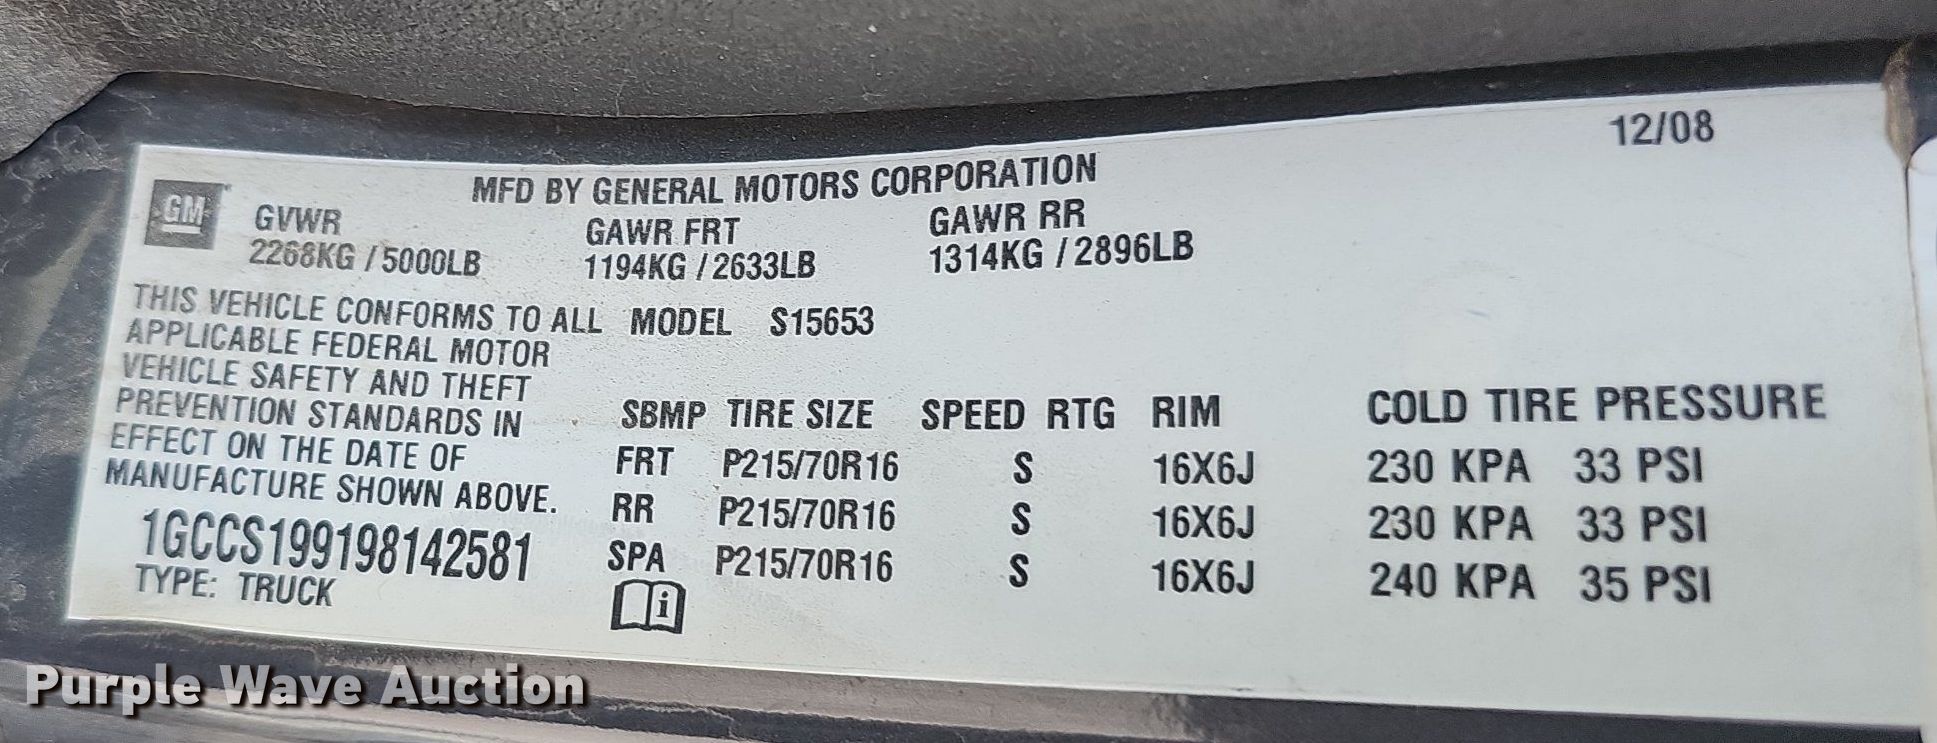 12/08
MFD BY GENERAL MOTORS CORPORATION
GM
GVWR GAWR FRT GAWR RR
2268KG / 5000LB 1194KG / 2633LB 1314KG / 2896LB
THIS VEHICLE CONFORMS TO ALL MODEL S15653
APPLICABLE FEDERAL MOTOR
VEHICLE SAFETY AND THEFT
PREVENTION STANDARDS IN
EFFECT ON THE DATE OF
MANUFACTURE SHOWN ABOVE.
1GCCS199198142581
TYPE: TRUCK
SBMP TIRE SIZE SPEED RTG RIM COLD TIRE PRESSURE
FRT P215/70R16 S 16X6J 230 KPA 33 PSI
RR P215/70R16 S 16X6J 230 KPA 33 PSI
SPA P215/70R16 S 16X6J 240 KPA 35 PSI
i
Purple Wave Auction